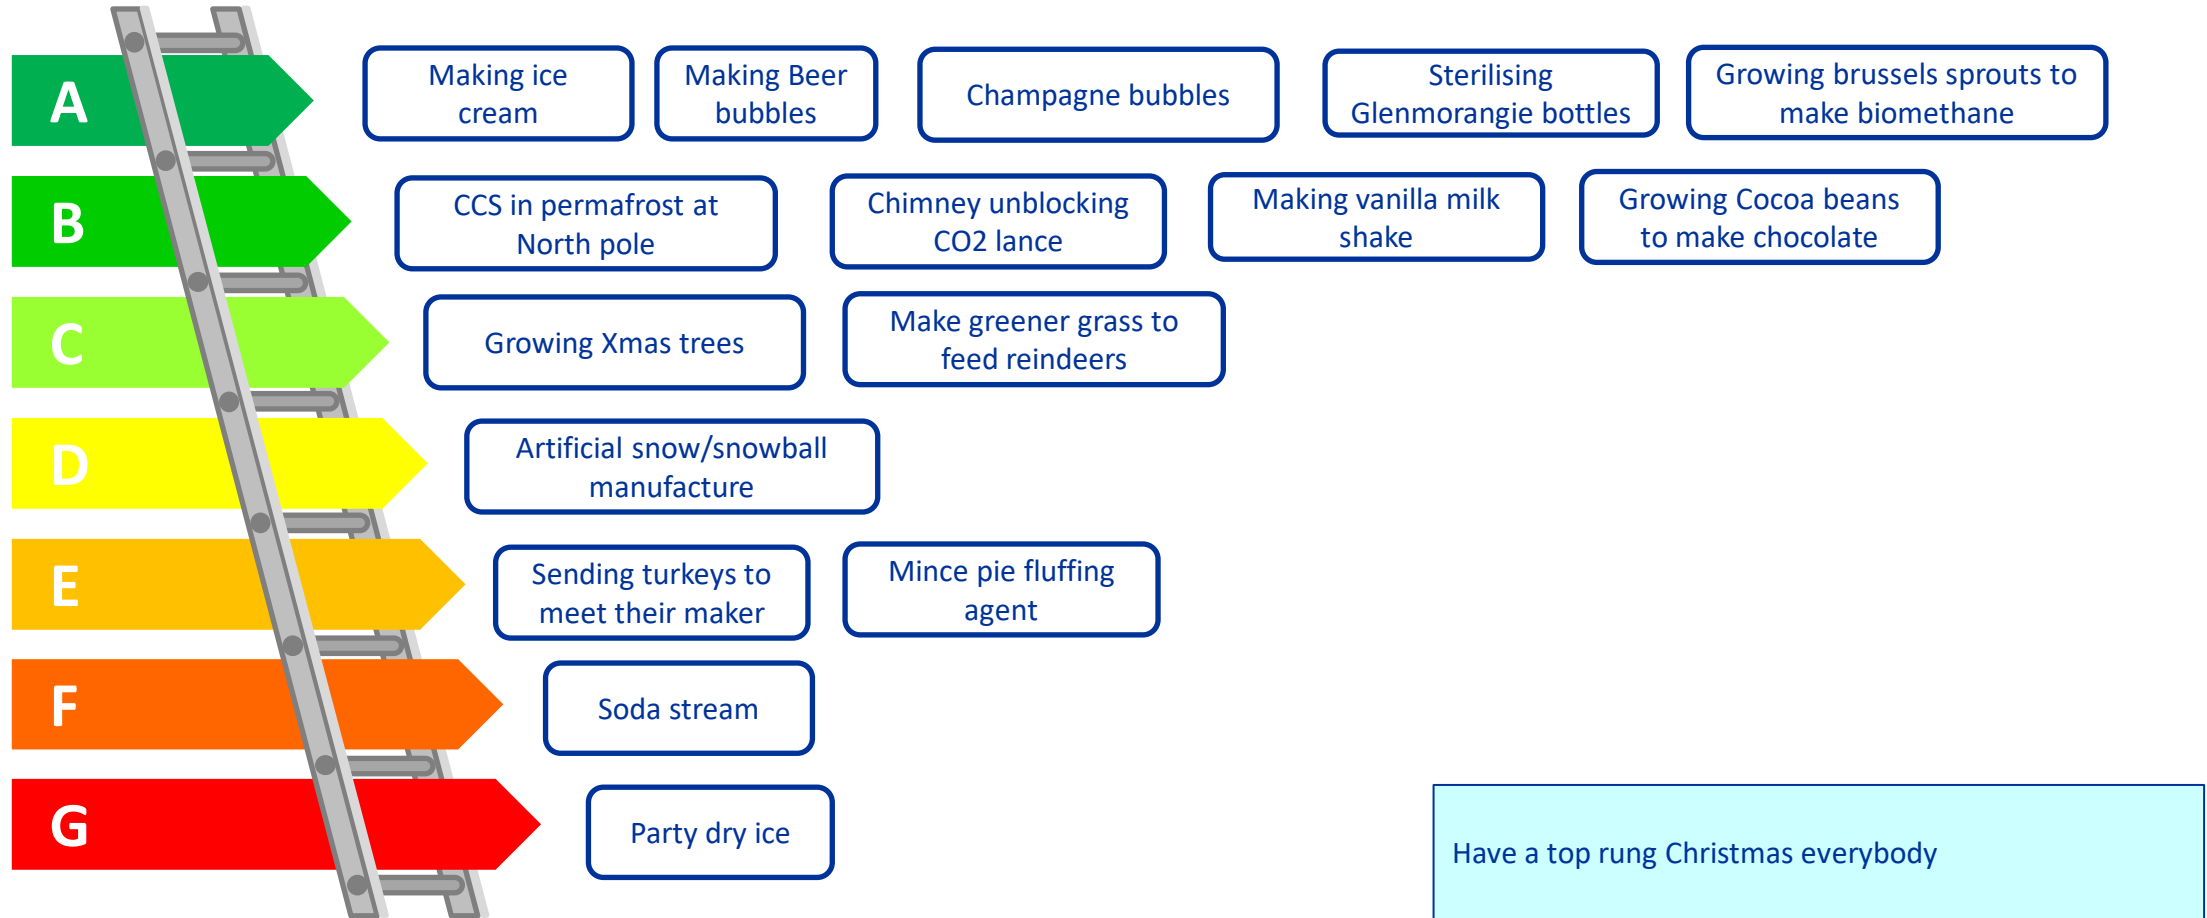 A
Making ice
cream
Making Beer
bubbles
Champagne bubbles
Sterilising
Glenmorangie bottles
Growing brussels sprouts to
make biomethane
B
CCS in permafrost at
North pole
Chimney unblocking
CO2 lance
Making vanilla milk
shake
Growing Cocoa beans
to make chocolate
C
Growing Xmas trees
Make greener grass to
feed reindeers
D
Artificial snow/snowball
manufacture
E
Sending turkeys to
meet their maker
Mince pie fluffing
agent
F
Soda stream
G
Party dry ice
Have a top rung Christmas everybody